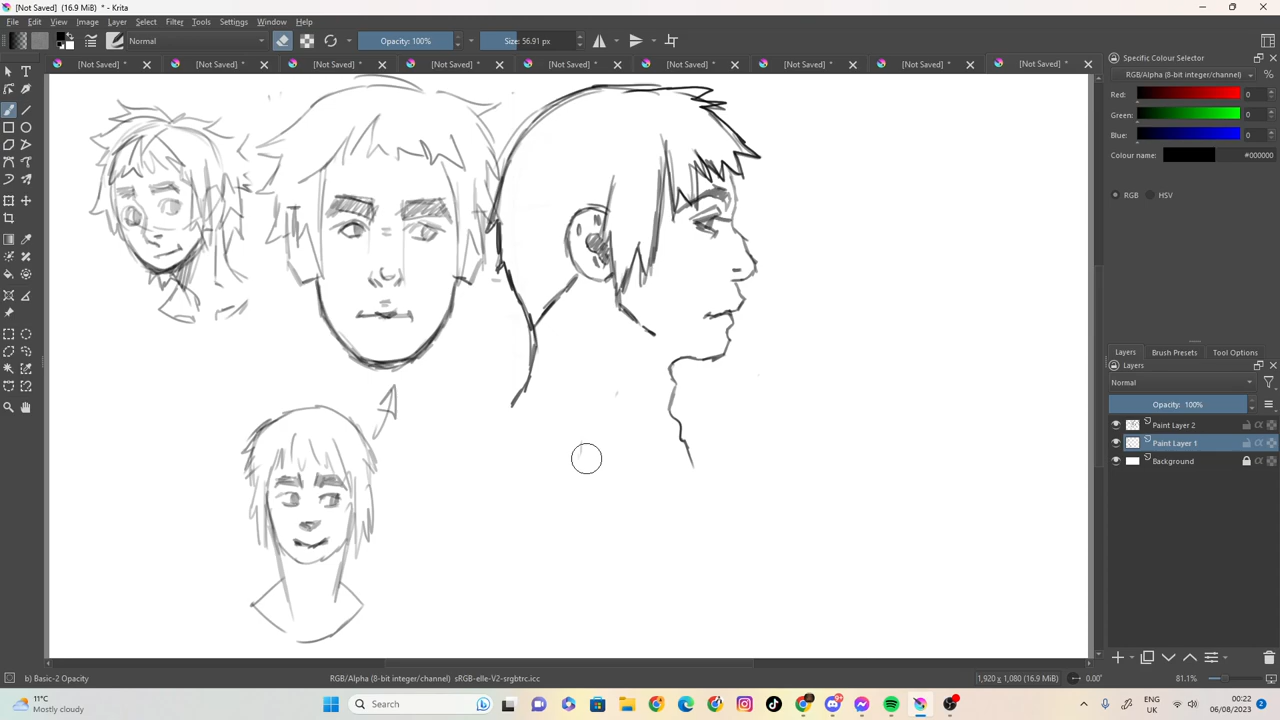 [Not Saved] (16.9 MiB) * - Krita
File Edit View Image Layer Select Filter Tools Settings Window Help
Normal Opacity: 100% Size: 56.91 px
[Not Saved] * [Not Saved] * [Not Saved] * [Not Saved] * [Not Saved] * [Not Saved] * [Not Saved] * [Not Saved] * [Not Saved] *
Specific Colour Selector
RGB/Alpha (8-bit integer/channel) %
Red: 0
Green: 0
Blue: 0
Colour name: #000000
RGB HSV
Layers Brush Presets Tool Options
Layers
Normal
Opacity: 100%
Paint Layer 2
Paint Layer 1
Background
b) Basic-2 Opacity RGB/Alpha (8-bit integer/channel) sRGB-elle-V2-srgbtrc.icc 1,920 x 1,080 (16.9 MiB) 0.00° 81.1%
11°C
Mostly cloudy
Search
ENG
UK
00:22
06/08/2023